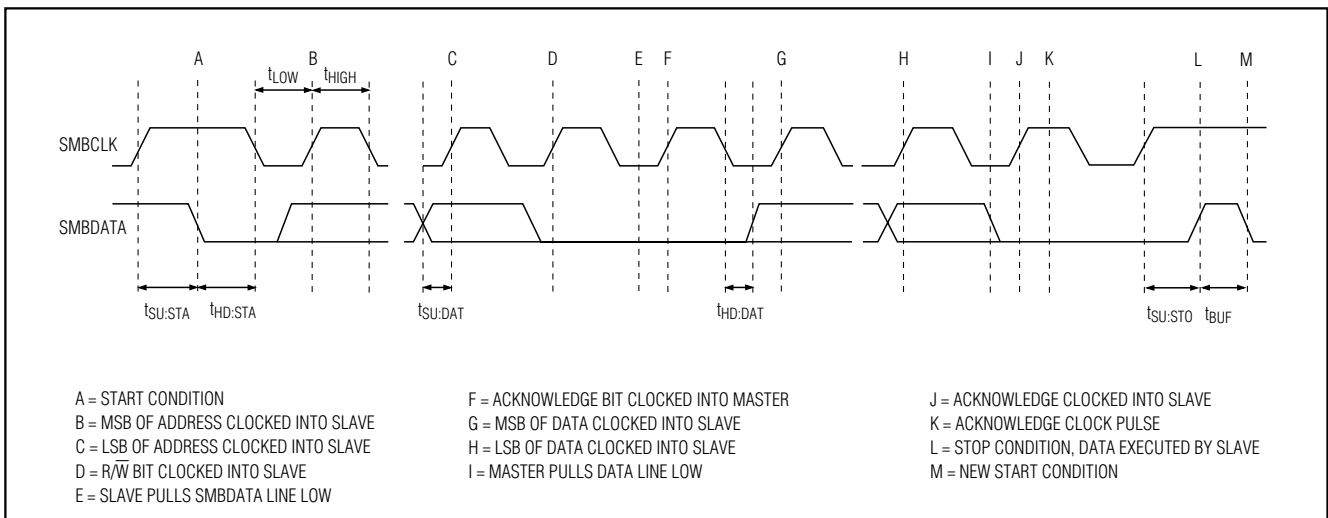 A B C D E F G H I J K L M
tLOW tHIGH
SMBCLK
SMBDATA
tSU:STA tHD:STA tSU:DAT tHD:DAT tSU:STO tBUF
A = START CONDITION
B = MSB OF ADDRESS CLOCKED INTO SLAVE
C = LSB OF ADDRESS CLOCKED INTO SLAVE
D = R/W̅ BIT CLOCKED INTO SLAVE
E = SLAVE PULLS SMBDATA LINE LOW
F = ACKNOWLEDGE BIT CLOCKED INTO MASTER
G = MSB OF DATA CLOCKED INTO SLAVE
H = LSB OF DATA CLOCKED INTO SLAVE
I = MASTER PULLS DATA LINE LOW
J = ACKNOWLEDGE CLOCKED INTO SLAVE
K = ACKNOWLEDGE CLOCK PULSE
L = STOP CONDITION, DATA EXECUTED BY SLAVE
M = NEW START CONDITION